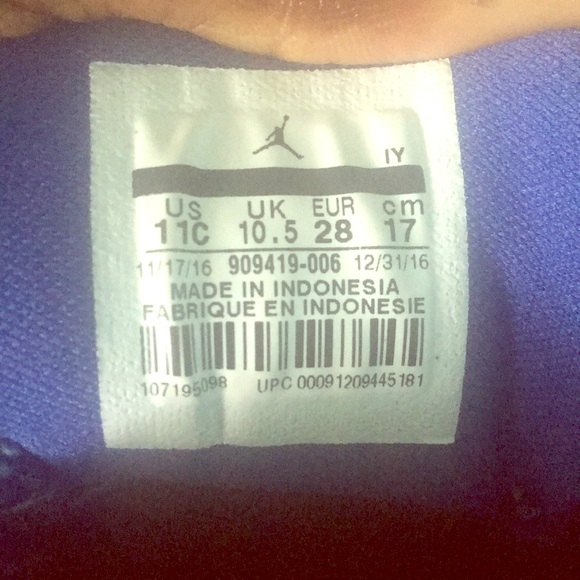 IY
US UK EUR cm
11C 10.5 28 17
11/17/16 909419-006 12/31/16
MADE IN INDONESIA
FABRIQUE EN INDONESIE
107195098 UPC 00091209445181